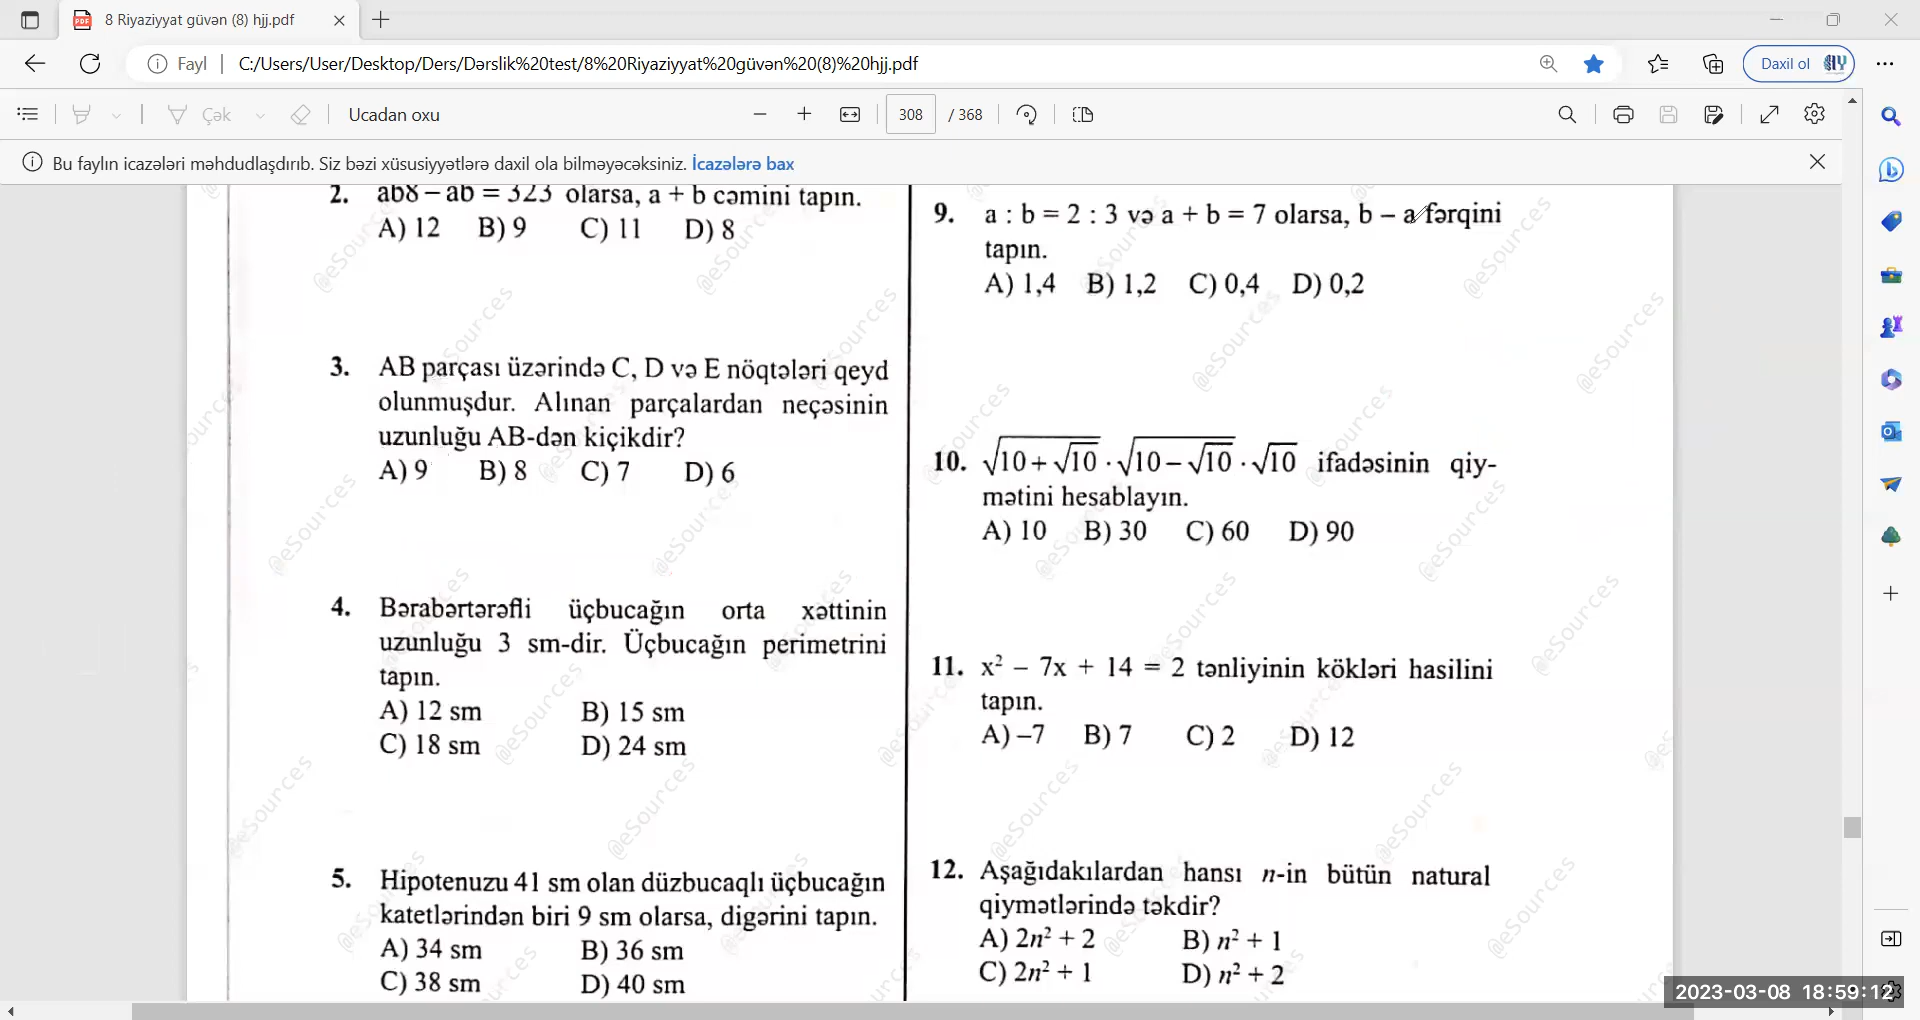 8 Riyaziyyat güvən (8) hjj.pdf
Fayl
C:/Users/User/Desktop/Ders/Dərslik%20test/8%20Riyaziyyat%20güvən%20(8)%20hjj.pdf
Daxil ol
Çək
Ucadan oxu
308 / 368
Bu faylın icazələri məhdudlaşdırıb. Siz bəzi xüsusiyyətlərə daxil ola bilməyəcəksiniz. İcazələrə bax
2. ab8 – ab = 323 olarsa, a + b cəmini tapın.
A) 12 B) 9 C) 11 D) 8
3. AB parçası üzərində C, D və E nöqtələri qeyd
olunmuşdur. Alınan parçalardan neçəsinin
uzunluğu AB-dən kiçikdir?
A) 9 B) 8 C) 7 D) 6
4. Bərabərtərəfli üçbucağın orta xəttinin
uzunluğu 3 sm-dir. Üçbucağın perimetrini
tapın.
A) 12 sm B) 15 sm
C) 18 sm D) 24 sm
5. Hipotenuzu 41 sm olan düzbucaqlı üçbucağın
katetlərindən biri 9 sm olarsa, digərini tapın.
A) 34 sm B) 36 sm
C) 38 sm D) 40 sm
9. a : b = 2 : 3 və a + b = 7 olarsa, b – a fərqini
tapın.
A) 1,4 B) 1,2 C) 0,4 D) 0,2
10. √(10 + √10) · √(10 – √10) · √10 ifadəsinin qiy-
mətini hesablayın.
A) 10 B) 30 C) 60 D) 90
11. x² – 7x + 14 = 2 tənliyinin kökləri hasilini
tapın.
A) –7 B) 7 C) 2 D) 12
12. Aşağıdakılardan hansı n-in bütün natural
qiymətlərində təkdir?
A) 2n² + 2 B) n² + 1
C) 2n² + 1 D) n² + 2
@eSources
2023-03-08 18:59:12